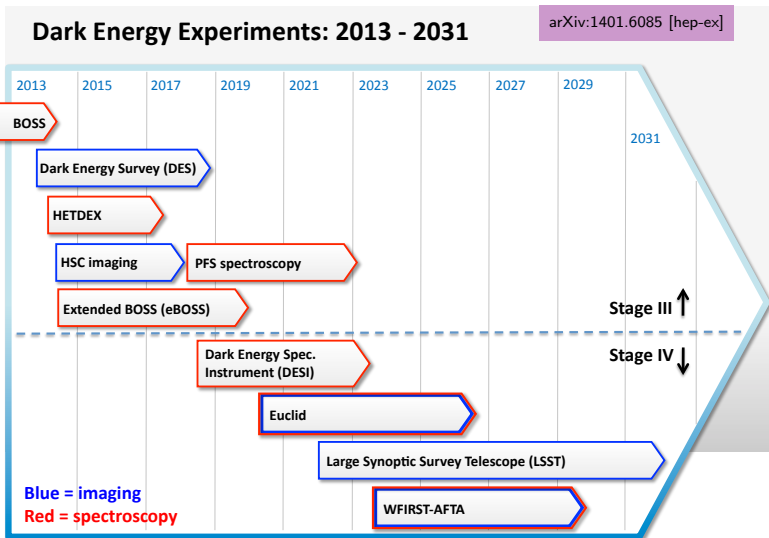 Dark Energy Experiments: 2013 - 2031
arXiv:1401.6085 [hep-ex]
2013 2015 2017 2019 2021 2023 2025 2027 2029
2031
BOSS
Dark Energy Survey (DES)
HETDEX
HSC imaging
PFS spectroscopy
Extended BOSS (eBOSS)
Stage III
Stage IV
Dark Energy Spec.
Instrument (DESI)
Euclid
Large Synoptic Survey Telescope (LSST)
WFIRST-AFTA
Blue = imaging
Red = spectroscopy